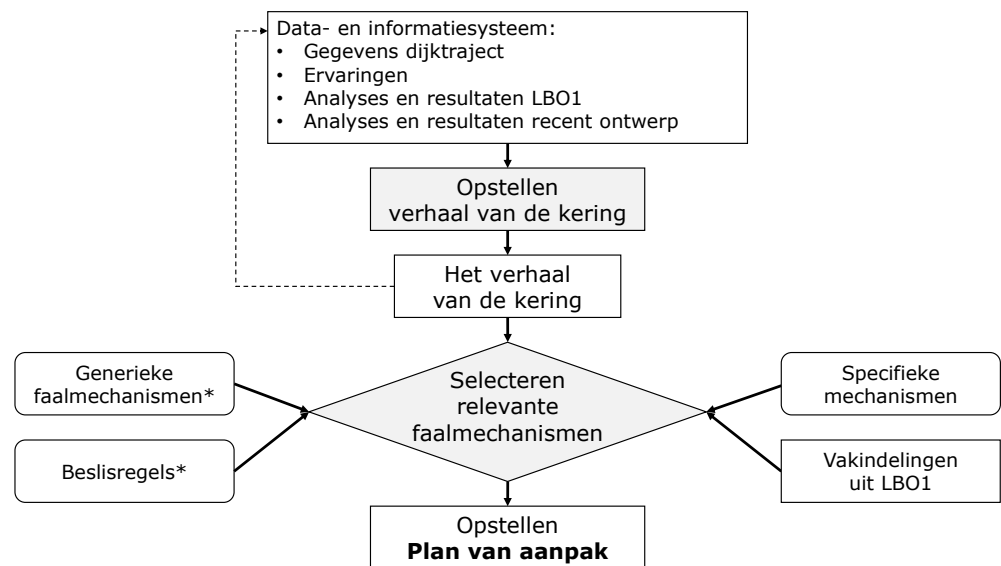 Data- en informatiesysteem:
• Gegevens dijktraject
• Ervaringen
• Analyses en resultaten LBO1
• Analyses en resultaten recent ontwerp
Opstellen
verhaal van de kering
Het verhaal
van de kering
Generieke
faalmechanismen*
Beslisregels*
Selecteren
relevante
faalmechanismen
Specifieke
mechanismen
Vakindelingen
uit LBO1
Opstellen
Plan van aanpak